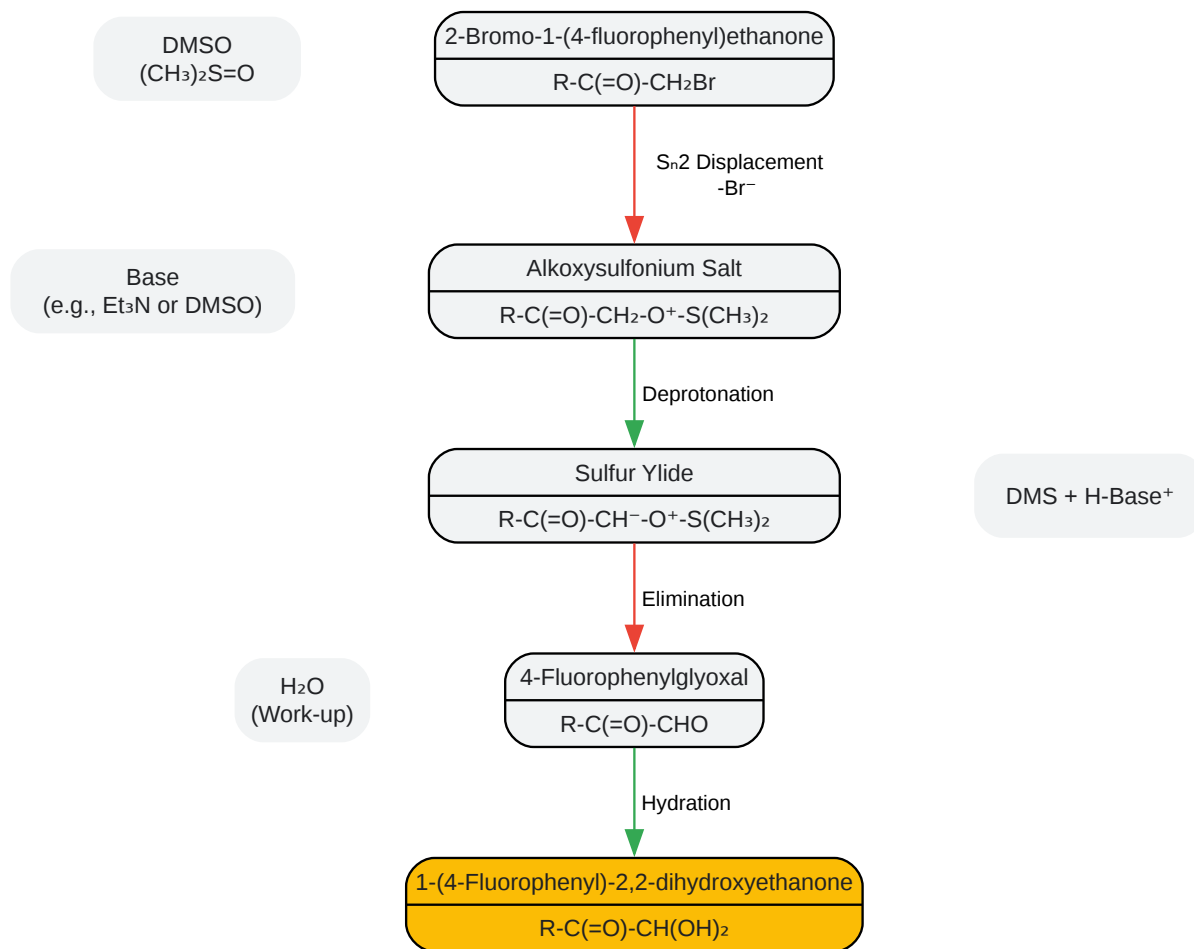 DMSO
(CH₃)₂S=O
2-Bromo-1-(4-fluorophenyl)ethanone
R-C(=O)-CH₂Br
Sₙ2 Displacement
-Br⁻
Base
(e.g., Et₃N or DMSO)
Alkoxysulfonium Salt
R-C(=O)-CH₂-O⁺-S(CH₃)₂
Deprotonation
Sulfur Ylide
R-C(=O)-CH⁻-O⁺-S(CH₃)₂
DMS + H-Base⁺
Elimination
H₂O
(Work-up)
4-Fluorophenylglyoxal
R-C(=O)-CHO
Hydration
1-(4-Fluorophenyl)-2,2-dihydroxyethanone
R-C(=O)-CH(OH)₂